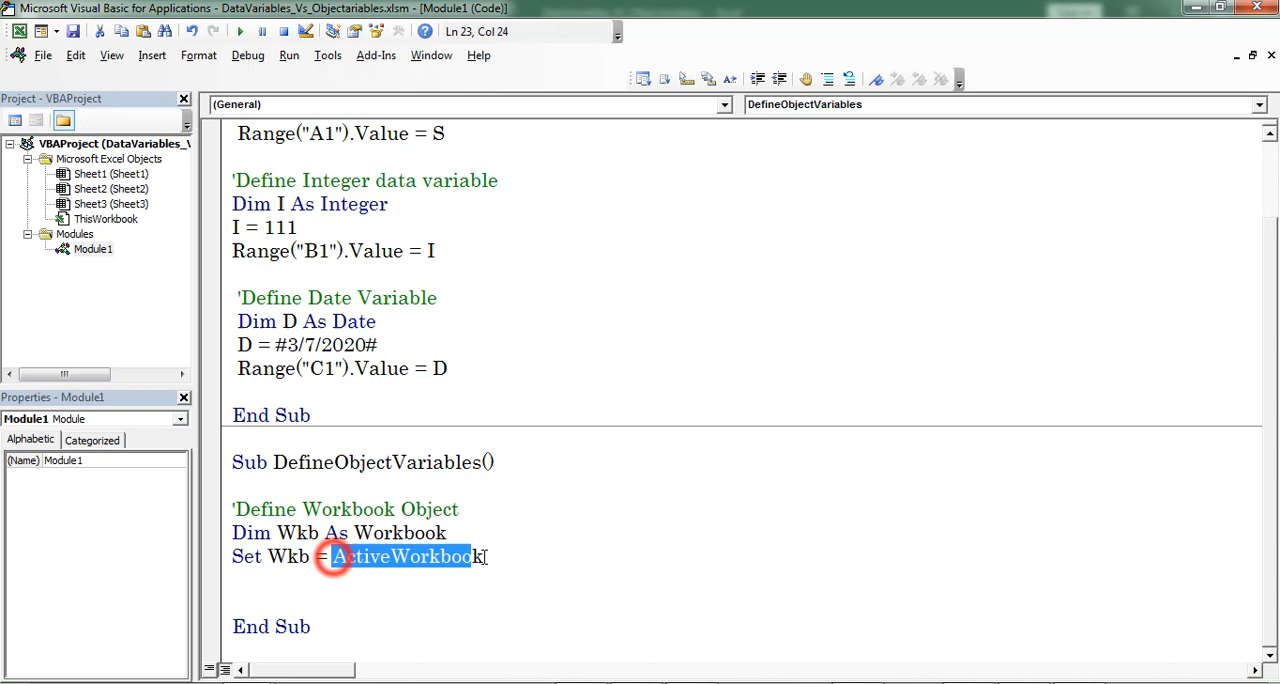 Microsoft Visual Basic for Applications - DataVariables_Vs_Objectariables.xlsm - [Module1 (Code)]
Ln 23, Col 24
File Edit View Insert Format Debug Run Tools Add-Ins Window Help
Project - VBAProject
(General)
DefineObjectVariables
VBAProject (DataVariables_V
Microsoft Excel Objects
Sheet1 (Sheet1)
Sheet2 (Sheet2)
Sheet3 (Sheet3)
ThisWorkbook
Modules
Module1
Properties - Module1
Module1 Module
Alphabetic Categorized
(Name) Module1
Range("A1").Value = S
'Define Integer data variable
Dim I As Integer
I = 111
Range("B1").Value = I
'Define Date Variable
Dim D As Date
D = #3/7/2020#
Range("C1").Value = D
End Sub
Sub DefineObjectVariables()
'Define Workbook Object
Dim Wkb As Workbook
Set Wkb = ActiveWorkbook
End Sub